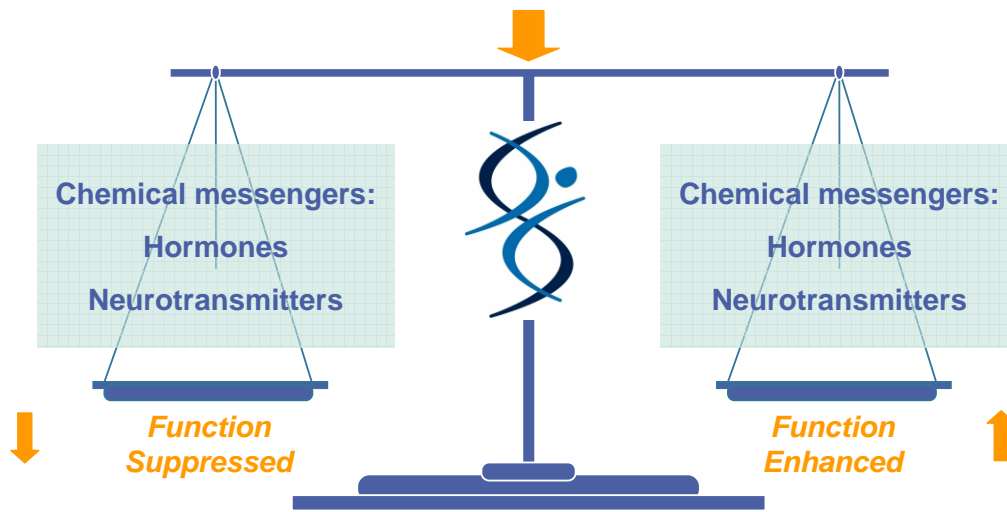 Chemical messengers:
Hormones
Neurotransmitters
Function
Suppressed
Chemical messengers:
Hormones
Neurotransmitters
Function
Enhanced